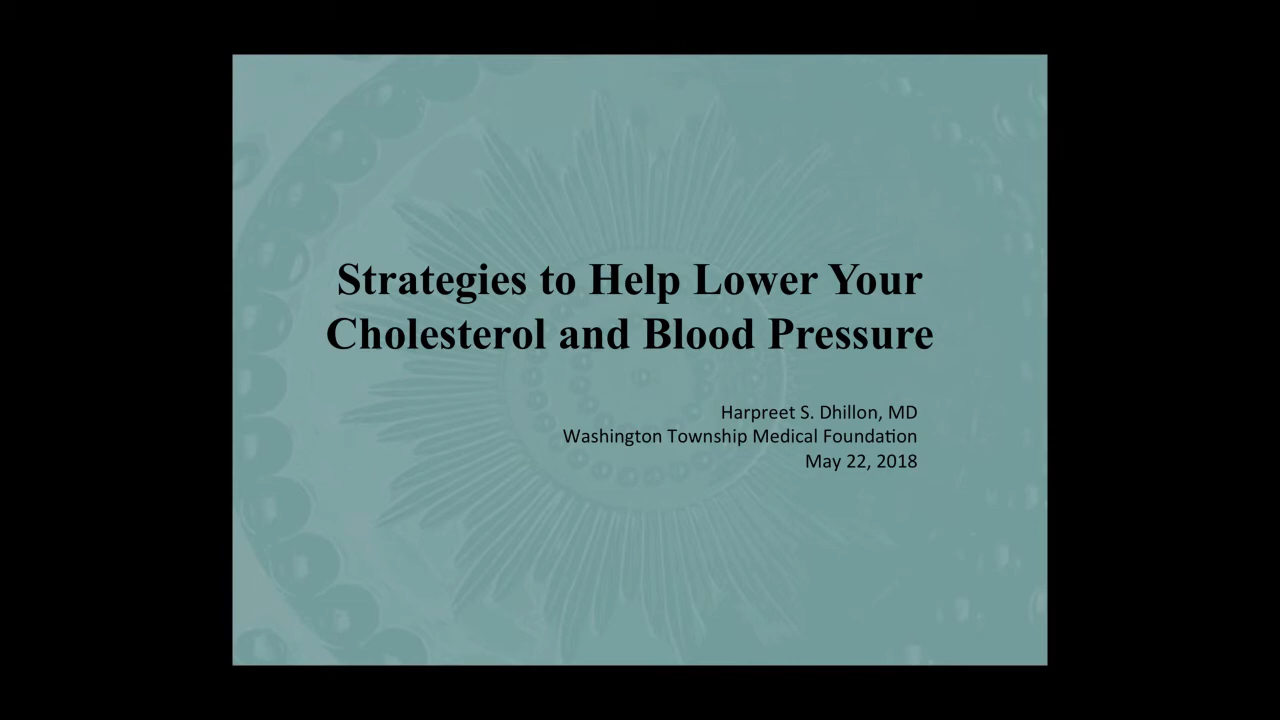 Strategies to Help Lower Your
Cholesterol and Blood Pressure
Harpreet S. Dhillon, MD
Washington Township Medical Foundation
May 22, 2018